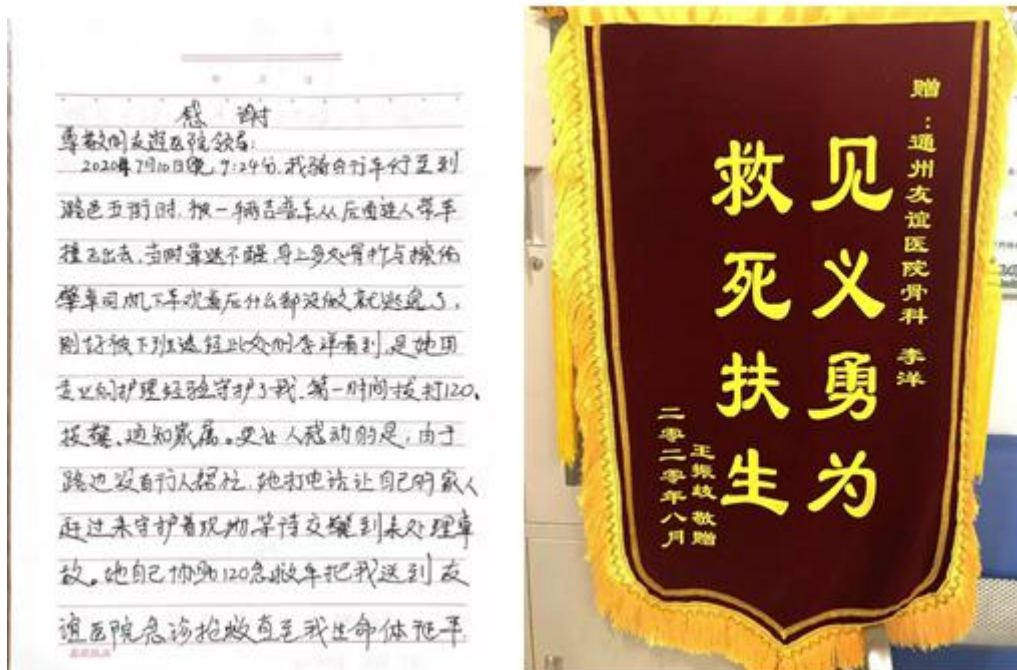 感谢
尊敬的友谊医院领导:
2020年7月10日晚9:24分,我骑自行车行至到
潞邑五街时,被一辆吉普车从后面连人带车
撞飞出去,当时昏迷不醒,身上多处骨折与擦伤
肇事司机下车观看后什么都没做就逃逸了,
刚好被下班途经此处的李洋看到,是她用
专业的护理经验守护了我,第一时间拨打120、
报警、通知家属。更让人感动的是,由于
路边没有行人,她打电话让自己的家人
赶过来守护着现场,等待交警到来处理事
故。她自己协助120急救车把我送到友
谊医院急诊抢救直至我生命体征平
赠:通州友谊医院骨科 李洋
见义勇为
救死扶生
王振岐敬赠
二零二零年八月